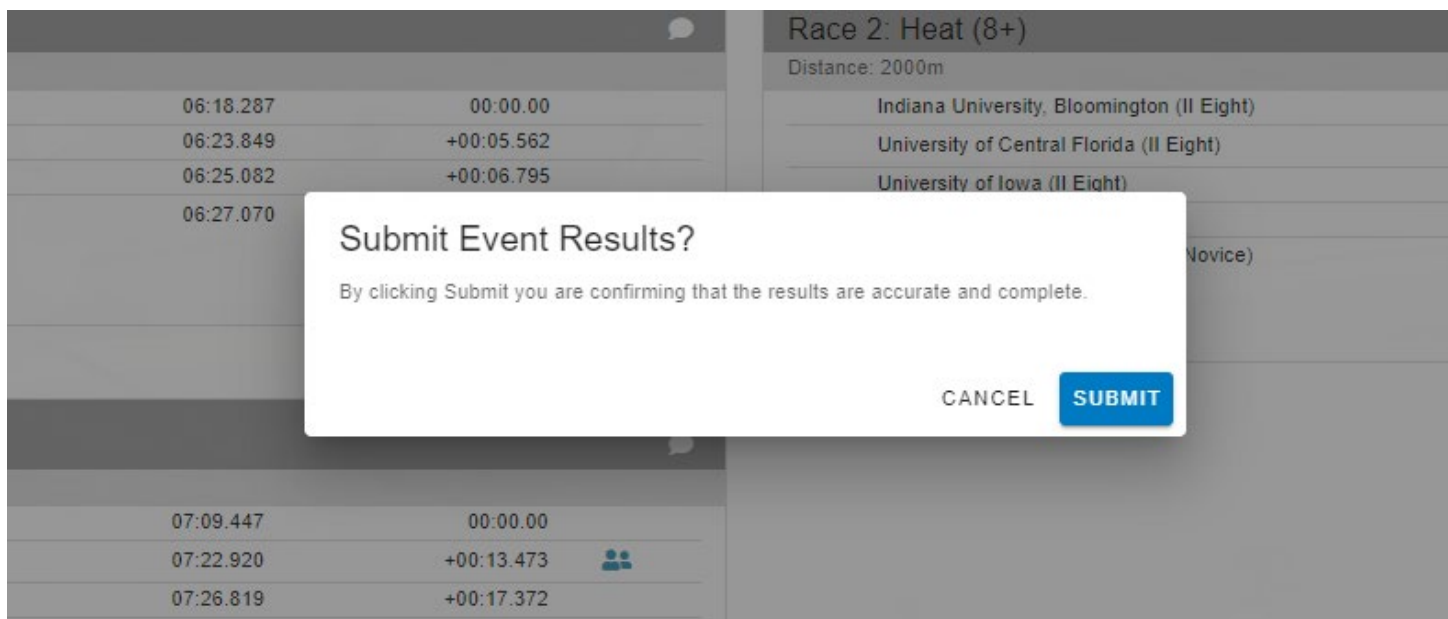 Race 2: Heat (8+)
Distance: 2000m
06:18.287 00:00.00 Indiana University, Bloomington (II Eight)
06:23.849 +00:05.562 University of Central Florida (II Eight)
06:25.082 +00:06.795 University of Iowa (II Eight)
06:27.070
Submit Event Results?
Novice)
By clicking Submit you are confirming that the results are accurate and complete.
CANCEL SUBMIT
07:09.447 00:00.00
07:22.920 +00:13.473
07:26.819 +00:17.372